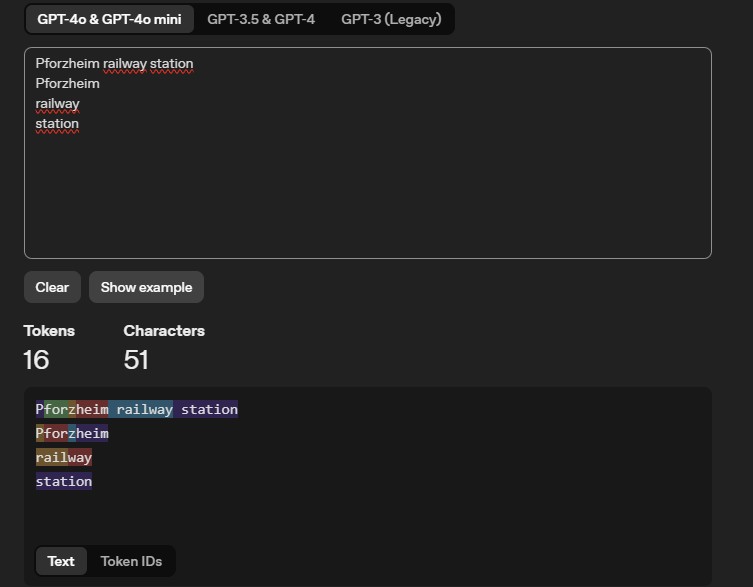 GPT-4o & GPT-4o mini GPT-3.5 & GPT-4 GPT-3 (Legacy)
Pforzheim railway station
Pforzheim
railway
station
Clear Show example
Tokens Characters
16 51
Pforzheim railway station
Pforzheim
railway
station
Text Token IDs